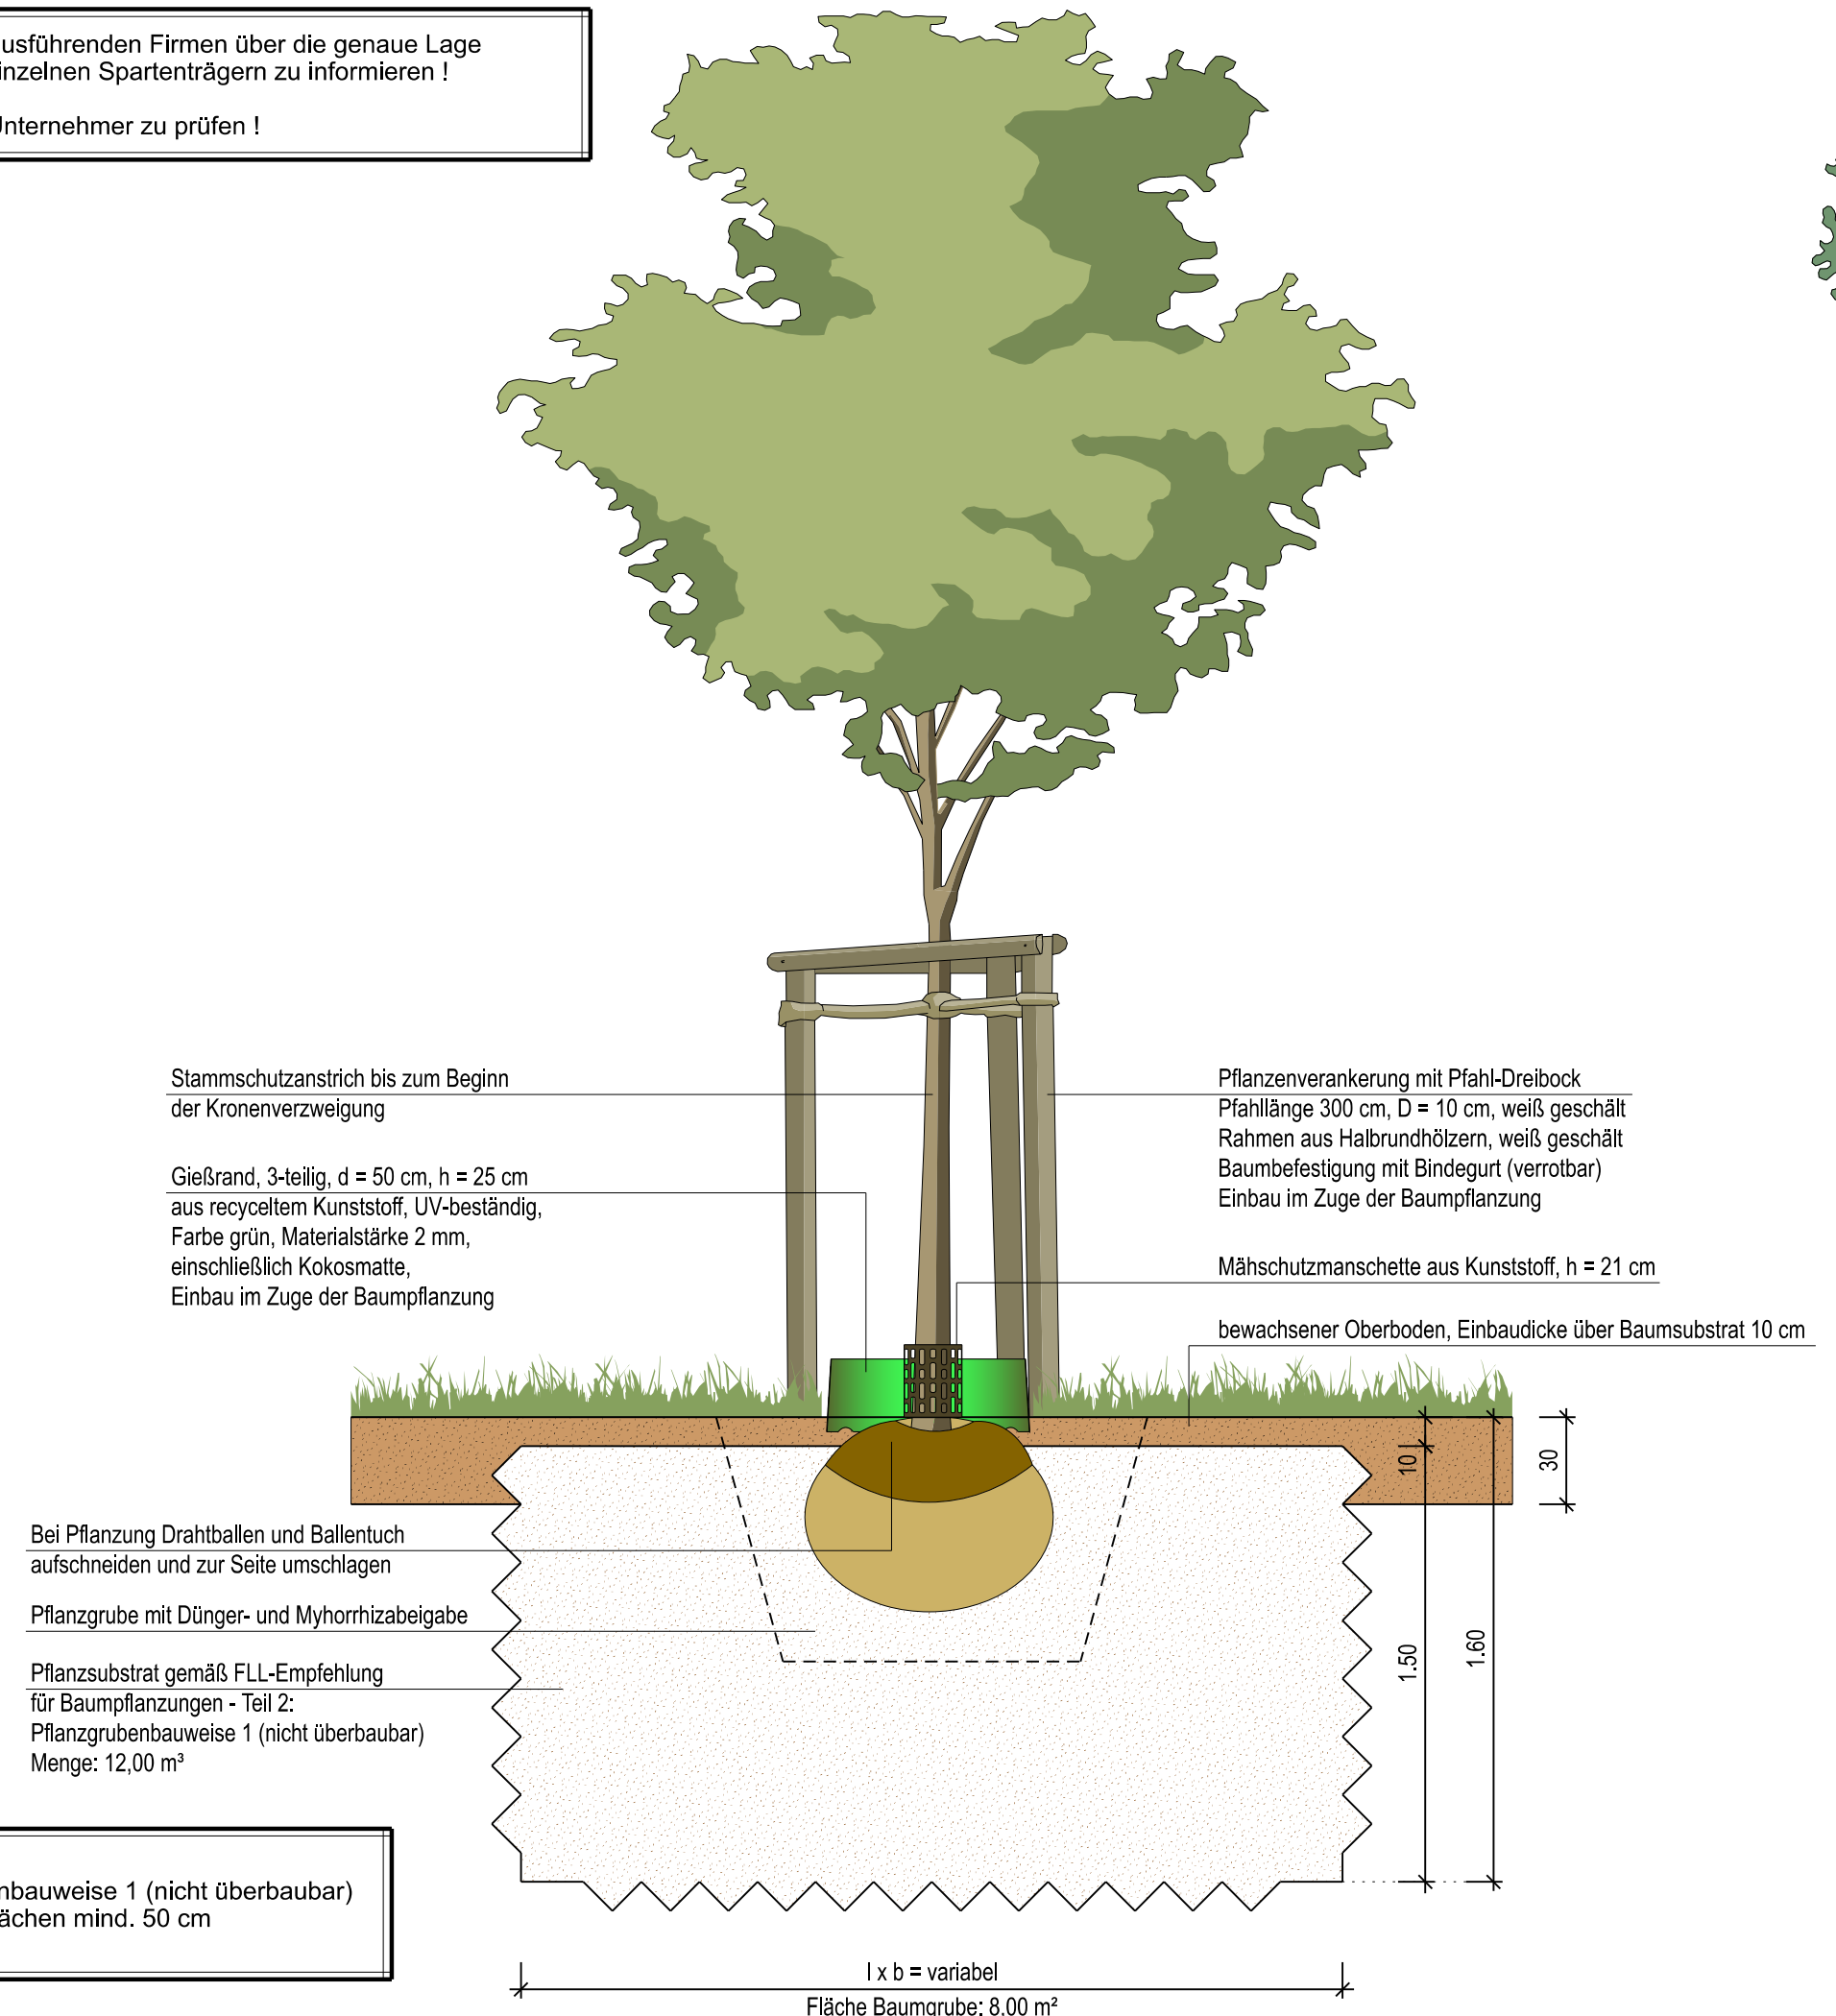 usführenden Firmen über die genaue Lage
inzelnen Spartenträgern zu informieren !
Unternehmer zu prüfen !
Stammschutzanstrich bis zum Beginn
der Kronenverzweigung
Gießrand, 3-teilig, d = 50 cm, h = 25 cm
aus recyceltem Kunststoff, UV-beständig,
Farbe grün, Materialstärke 2 mm,
einschließlich Kokosmatte,
Einbau im Zuge der Baumpflanzung
Pflanzenverankerung mit Pfahl-Dreibock
Pfahllänge 300 cm, D = 10 cm, weiß geschält
Rahmen aus Halbrundhölzern, weiß geschält
Baumbefestigung mit Bindegurt (verrotbar)
Einbau im Zuge der Baumpflanzung
Mähschutzmanschette aus Kunststoff, h = 21 cm
bewachsener Oberboden, Einbaudicke über Baumsubstrat 10 cm
10
30
1.50
1.60
Bei Pflanzung Drahtballen und Ballentuch
aufschneiden und zur Seite umschlagen
Pflanzgrube mit Dünger- und Myhorrhizabeigabe
Pflanzsubstrat gemäß FLL-Empfehlung
für Baumpflanzungen - Teil 2:
Pflanzgrubenbauweise 1 (nicht überbaubar)
Menge: 12,00 m³
nbauweise 1 (nicht überbaubar)
ächen mind. 50 cm
l x b = variabel
Fläche Baumgrube: 8,00 m²